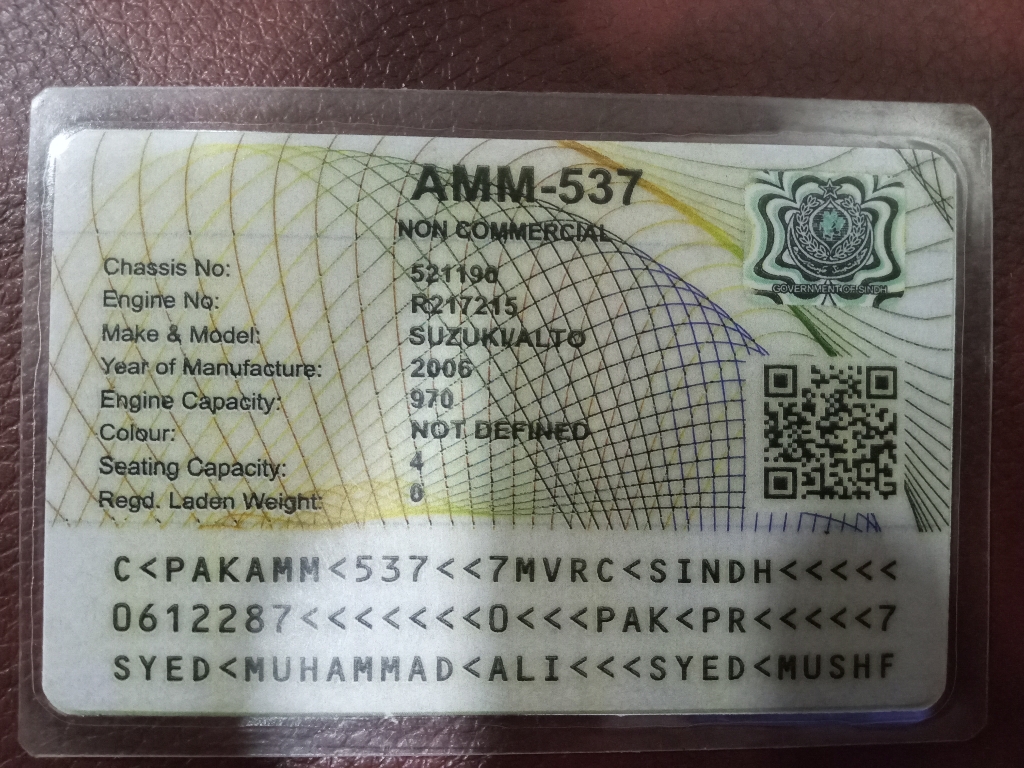 AMM-537
NON COMMERCIAL
GOVERNMENT OF SINDH
Chassis No: 521190
Engine No: R217215
Make & Model: SUZUKI/ALTO
Year of Manufacture: 2006
Engine Capacity: 970
Colour: NOT DEFINED
Seating Capacity: 4
Regd. Laden Weight: 0
C<PAKAMM<537<<7MVRC<SINDH<<<<<
0612287<<<<<<<<0<<<PAK<PR<<<<<7
SYED<MUHAMMAD<ALI<<<SYED<MUSHF